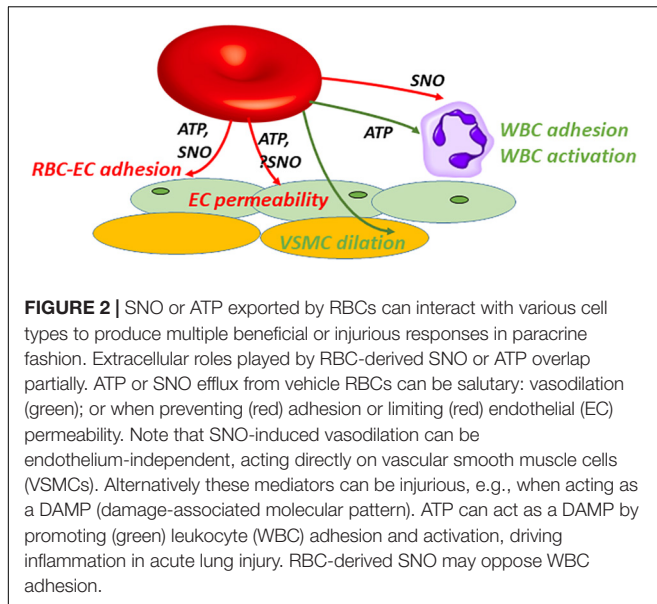 SNO
ATP,
SNO
ATP,
?SNO
ATP
WBC adhesion
WBC activation
RBC-EC adhesion
EC permeability
VSMC dilation
FIGURE 2 | SNO or ATP exported by RBCs can interact with various cell
types to produce multiple beneficial or injurious responses in paracrine
fashion. Extracellular roles played by RBC-derived SNO or ATP overlap
partially. ATP or SNO efflux from vehicle RBCs can be salutary: vasodilation
(green); or when preventing (red) adhesion or limiting (red) endothelial (EC)
permeability. Note that SNO-induced vasodilation can be
endothelium-independent, acting directly on vascular smooth muscle cells
(VSMCs). Alternatively these mediators can be injurious, e.g., when acting as
a DAMP (damage-associated molecular pattern). ATP can act as a DAMP by
promoting (green) leukocyte (WBC) adhesion and activation, driving
inflammation in acute lung injury. RBC-derived SNO may oppose WBC
adhesion.